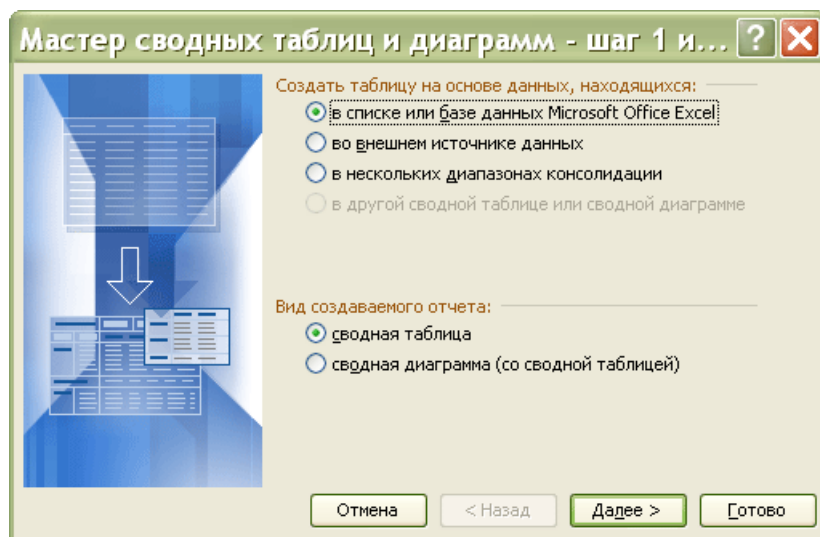 Мастер сводных таблиц и диаграмм - шаг 1 и...
Создать таблицу на основе данных, находящихся:
в списке или базе данных Microsoft Office Excel
во внешнем источнике данных
в нескольких диапазонах консолидации
в другой сводной таблице или сводной диаграмме
Вид создаваемого отчета:
сводная таблица
сводная диаграмма (со сводной таблицей)
Отмена < Назад Далее > Готово